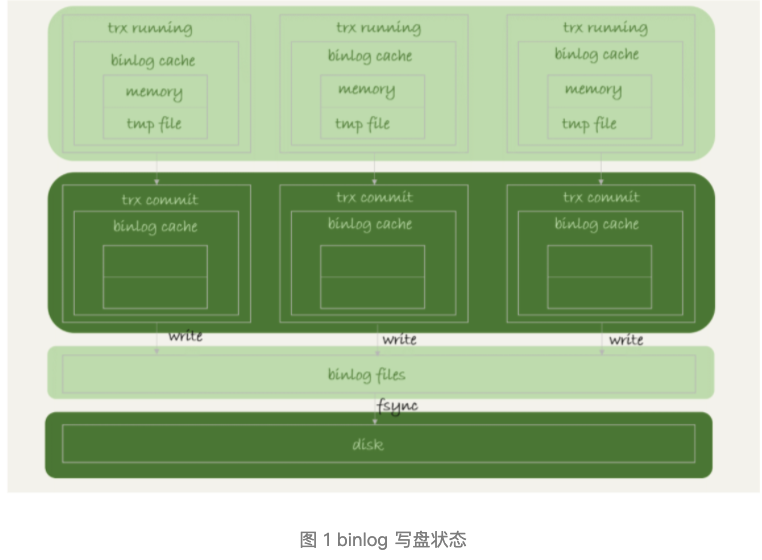 trx running
binlog cache
memory
tmp file
trx running
binlog cache
memory
tmp file
trx running
binlog cache
memory
tmp file
trx commit
binlog cache
trx commit
binlog cache
trx commit
binlog cache
write
write
write
binlog files
fsync
disk
图 1 binlog 写盘状态